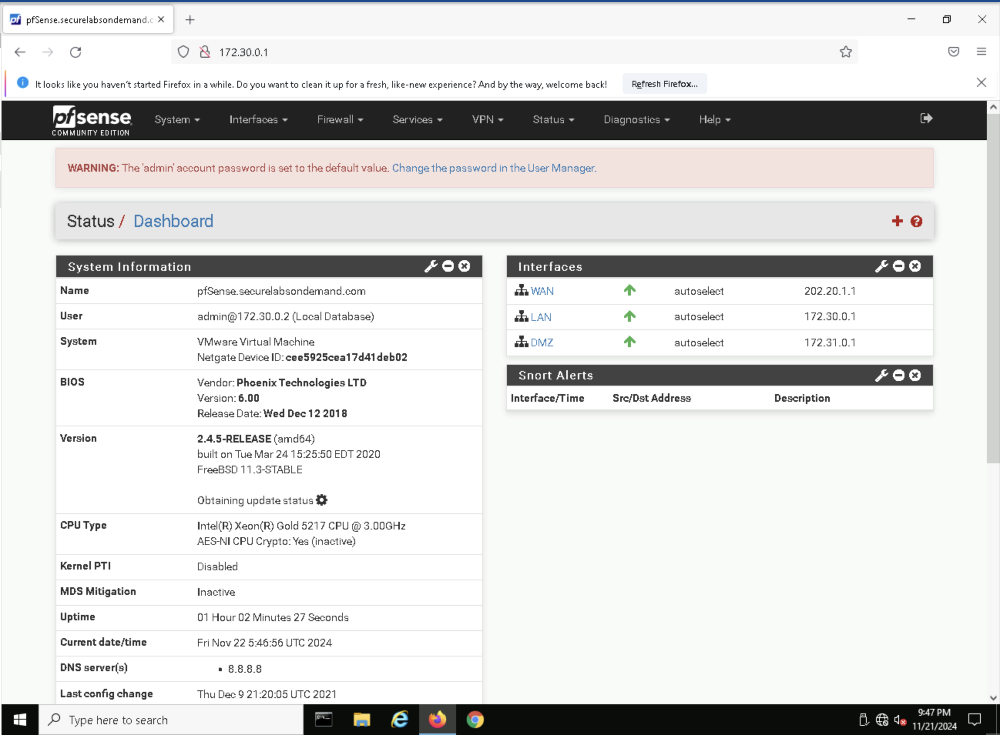 pfSense.securelabsondemand.c
172.30.0.1
It looks like you haven't started Firefox in a while. Do you want to clean it up for a fresh, like-new experience? And by the way, welcome back!
Refresh Firefox...
pfsense
COMMUNITY EDITION
System
Interfaces
Firewall
Services
VPN
Status
Diagnostics
Help
WARNING: The 'admin' account password is set to the default value. Change the password in the User Manager.
Status / Dashboard
System Information
Name pfSense.securelabsondemand.com
User admin@172.30.0.2 (Local Database)
System VMware Virtual Machine
Netgate Device ID: cee5925cea17d41deb02
BIOS Vendor: Phoenix Technologies LTD
Version: 6.00
Release Date: Wed Dec 12 2018
Version 2.4.5-RELEASE (amd64)
built on Tue Mar 24 15:25:50 EDT 2020
FreeBSD 11.3-STABLE
Obtaining update status
CPU Type Intel(R) Xeon(R) Gold 5217 CPU @ 3.00GHz
AES-NI CPU Crypto: Yes (inactive)
Kernel PTI Disabled
MDS Mitigation Inactive
Uptime 01 Hour 02 Minutes 27 Seconds
Current date/time Fri Nov 22 5:46:56 UTC 2024
DNS server(s) • 8.8.8.8
Last config change Thu Dec 9 21:20:05 UTC 2021
Interfaces
WAN autoselect 202.20.1.1
LAN autoselect 172.30.0.1
DMZ autoselect 172.31.0.1
Snort Alerts
Interface/Time Src/Dst Address Description
Type here to search
9:47 PM
11/21/2024